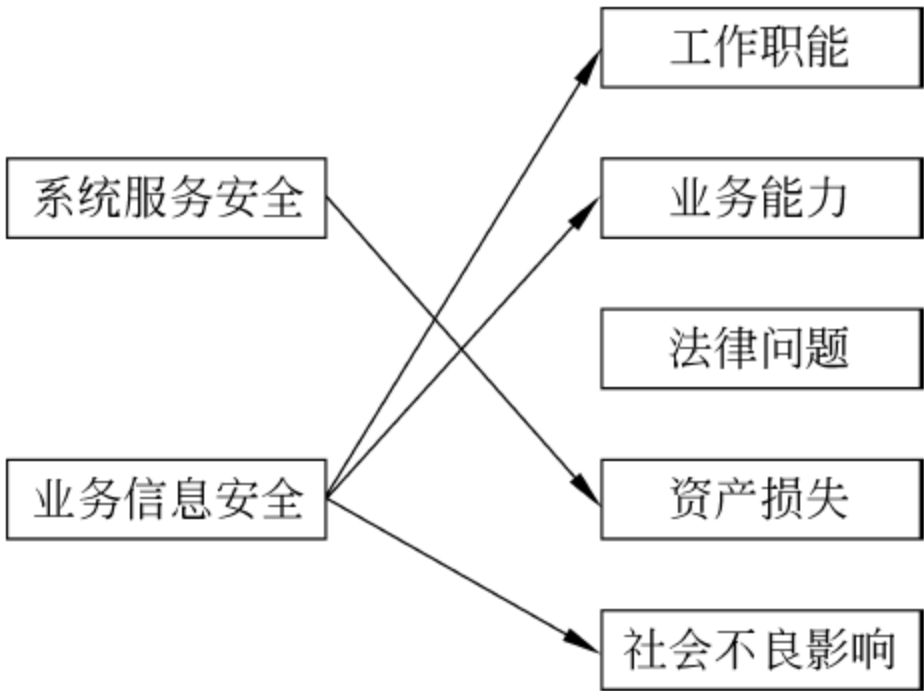 工作职能
系统服务安全
业务能力
法律问题
业务信息安全
资产损失
社会不良影响